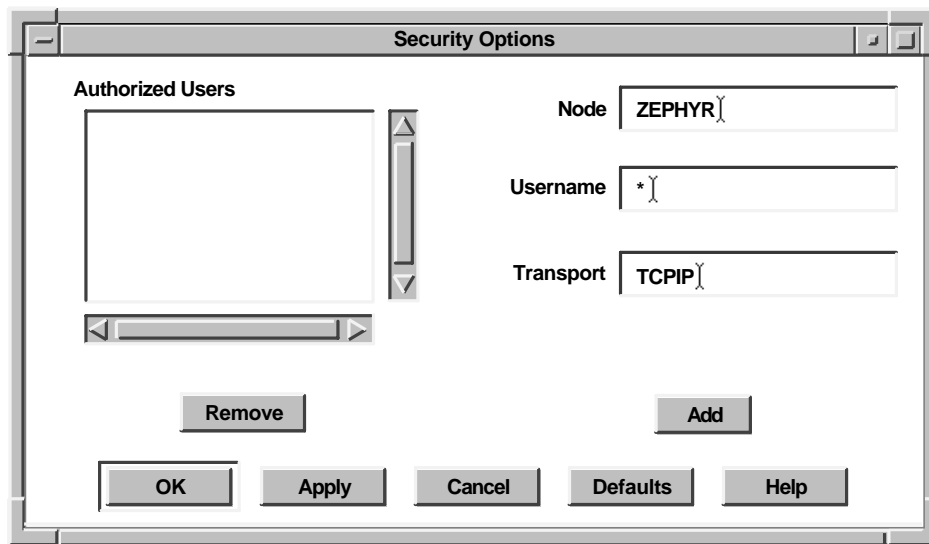 Security Options
Authorized Users
Node ZEPHYR
Username *
Transport TCPIP
Remove Add
OK Apply Cancel Defaults Help